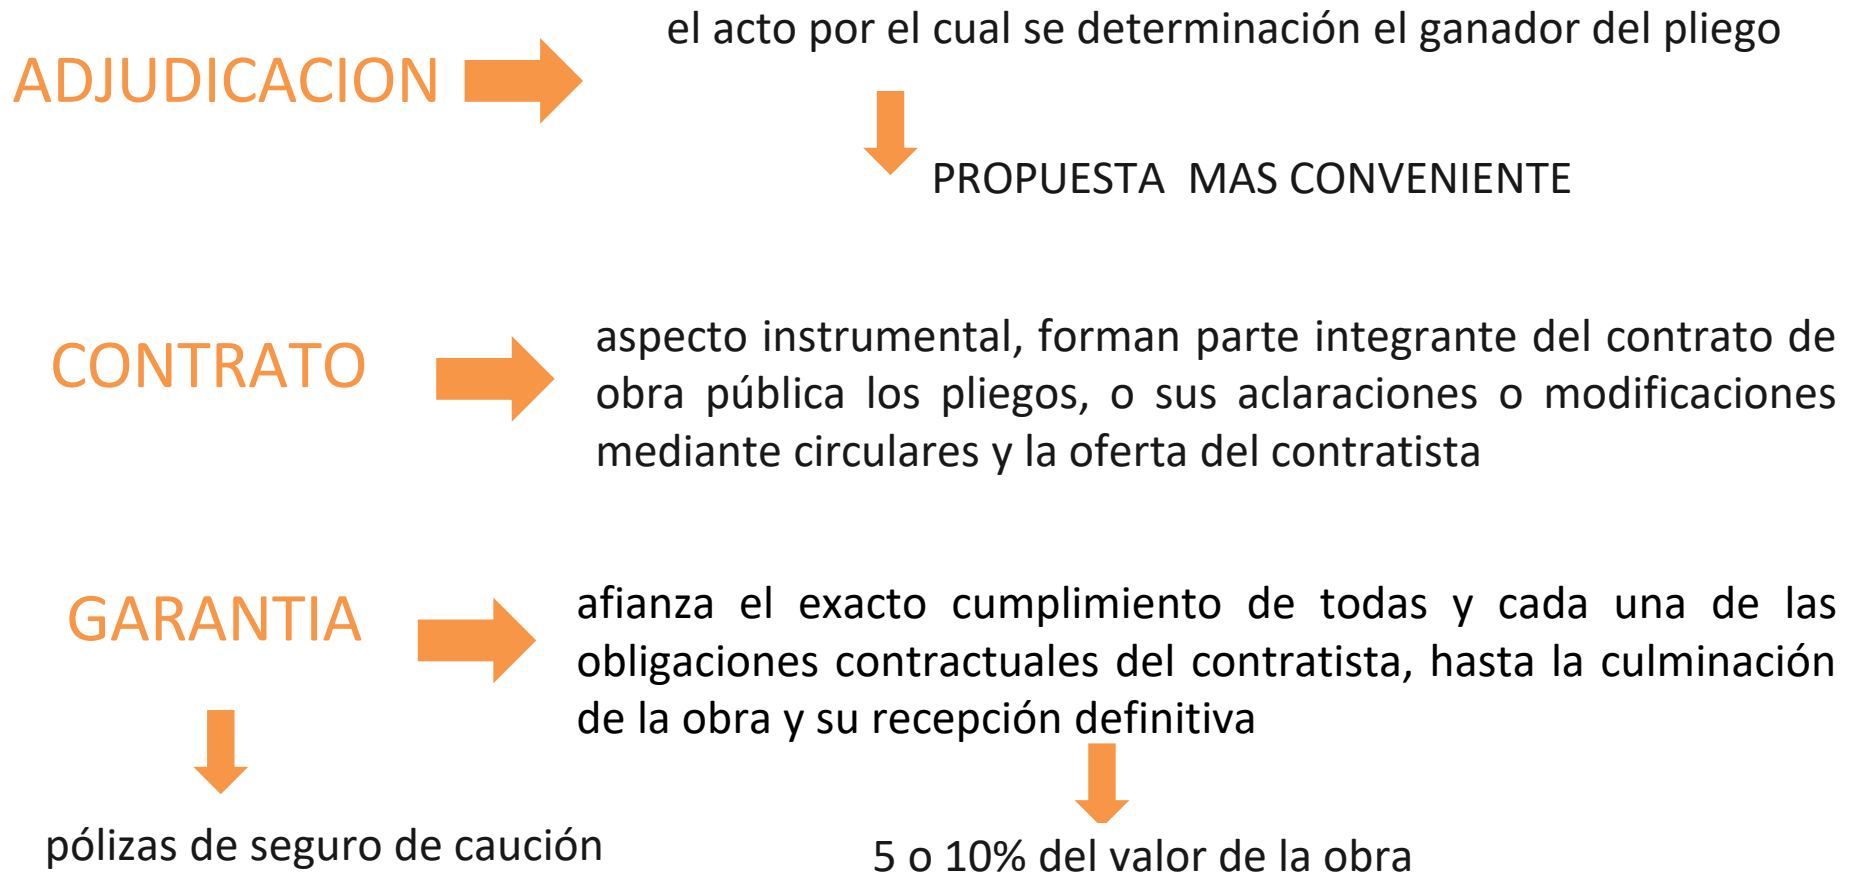 el acto por el cual se determinación el ganador del pliego
ADJUDICACION
PROPUESTA  MAS CONVENIENTE
CONTRATO
aspecto instrumental, forman parte integrante del contrato de
obra pública los pliegos, o sus aclaraciones o modificaciones
mediante circulares y la oferta del contratista
GARANTIA
afianza el exacto cumplimiento de todas y cada una de las
obligaciones contractuales del contratista, hasta la culminación
de la obra y su recepción definitiva
pólizas de seguro de caución
5 o 10% del valor de la obra